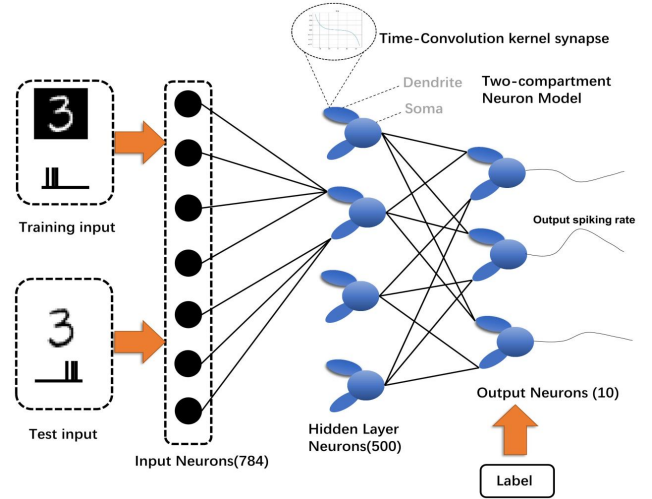 Time-Convolution kernel synapse
Dendrite
Two-compartment
Neuron Model
Soma
3
Training input
Output spiking rate
3
Test input
Output Neurons (10)
Hidden Layer
Neurons(500)
Input Neurons(784)
Label